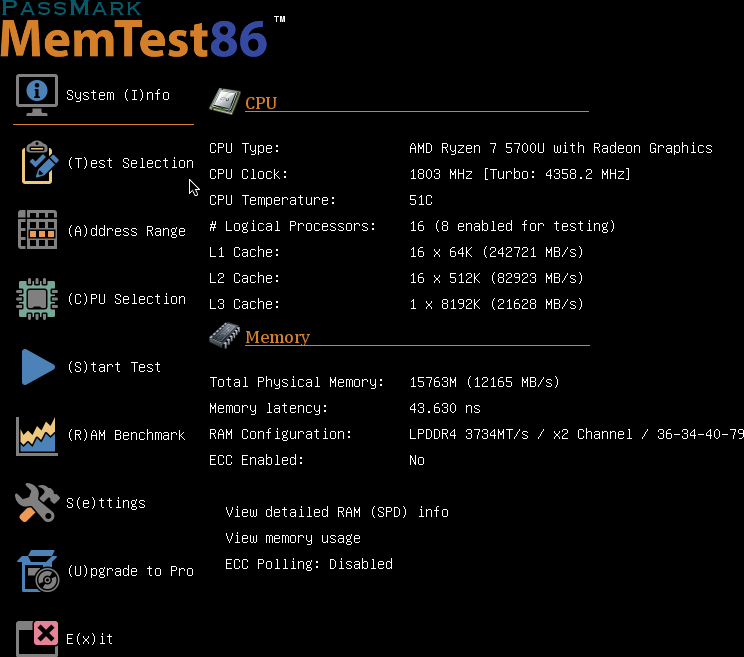 PASSMARK
MemTest86 ™
System (I)nfo
(T)est Selection
(A)ddress Range
(C)PU Selection
(S)tart Test
(R)AM Benchmark
S(e)ttings
(U)pgrade to Pro
E(x)it
CPU
CPU Type: AMD Ryzen 7 5700U with Radeon Graphics
CPU Clock: 1803 MHz [Turbo: 4358.2 MHz]
CPU Temperature: 51C
# Logical Processors: 16 (8 enabled for testing)
L1 Cache: 16 x 64K (242721 MB/s)
L2 Cache: 16 x 512K (82923 MB/s)
L3 Cache: 1 x 8192K (21628 MB/s)
Memory
Total Physical Memory: 15763M (12165 MB/s)
Memory latency: 43.630 ns
RAM Configuration: LPDDR4 3734MT/s / x2 Channel / 36-34-40-79
ECC Enabled: No
View detailed RAM (SPD) info
View memory usage
ECC Polling: Disabled